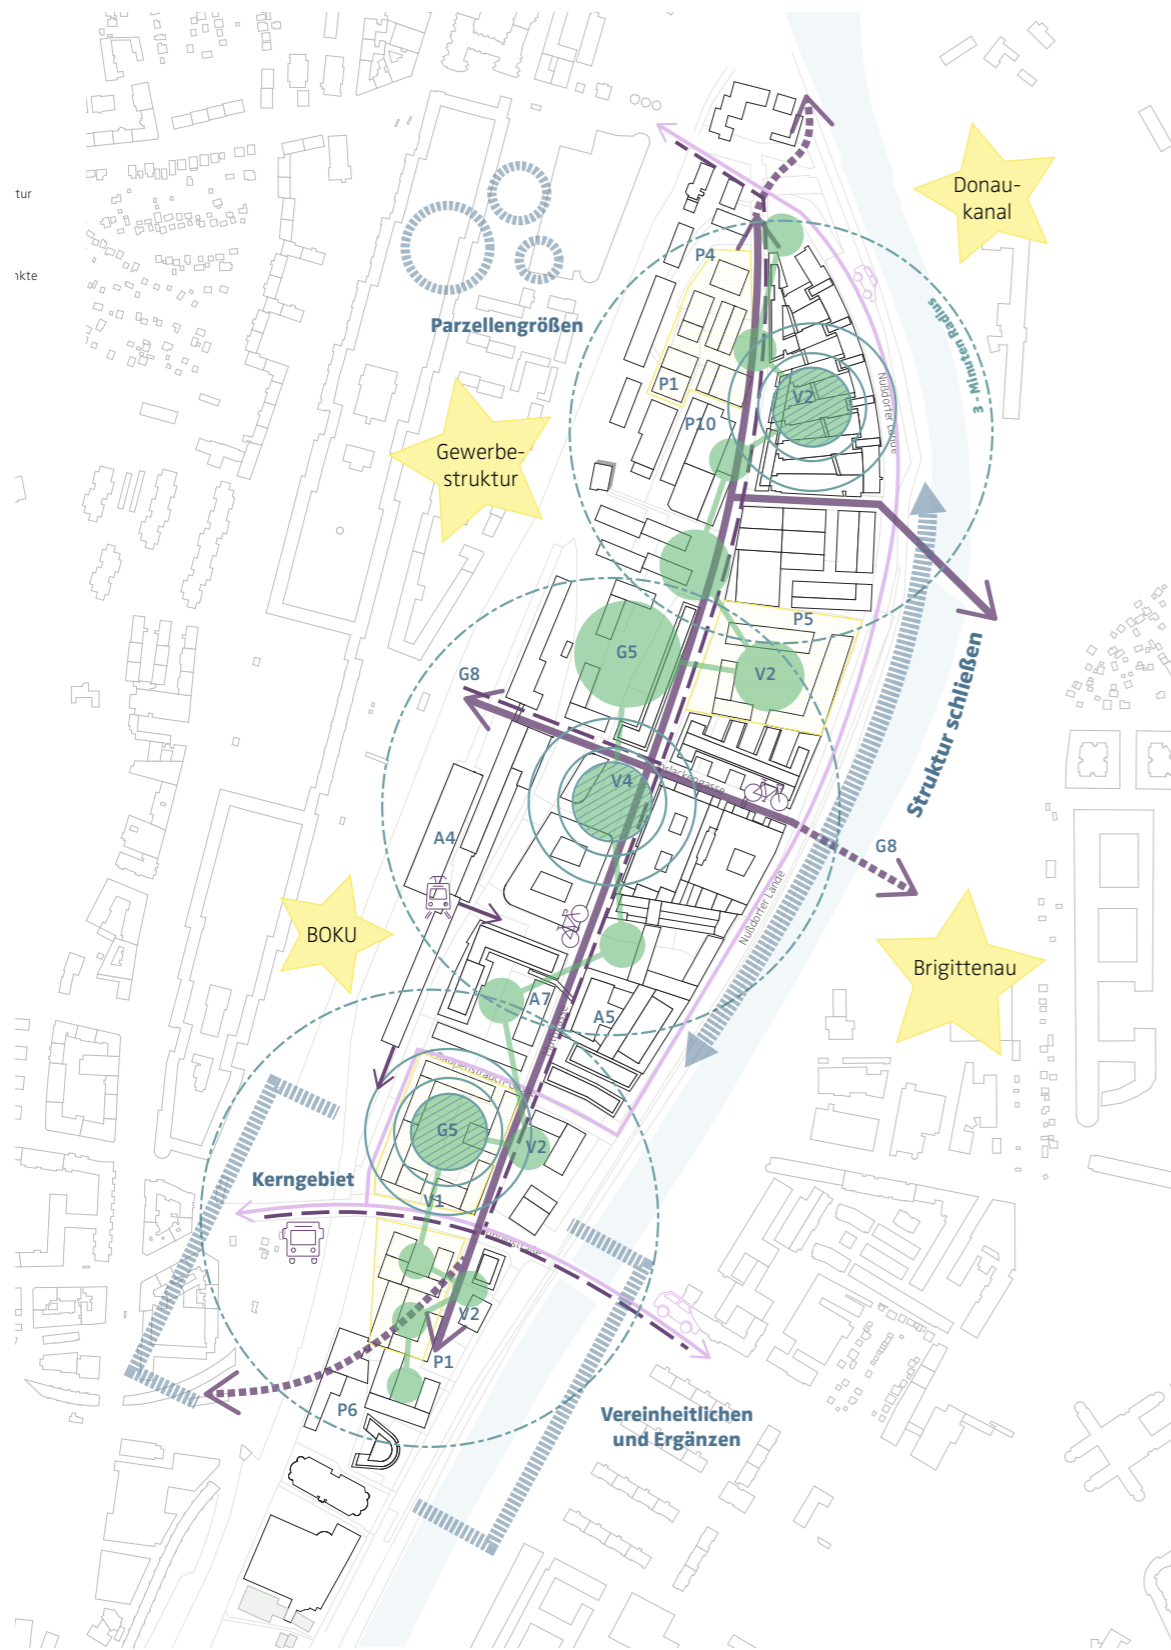 tur
nkte
Donau-
kanal
P4
Parzellengrößen
3 - Minuten Radius
P1
V2
P10
Nußdorfer Lände
Gewerbe-
struktur
P5
G5
V2
G8
Struktur schließen
V4
A4
G8
Nußdorfer Lände
BOKU
Brigittenau
A7
A5
G5
V2
Kerngebiet
V1
V2
P1
P6
Vereinheitlichen
und Ergänzen